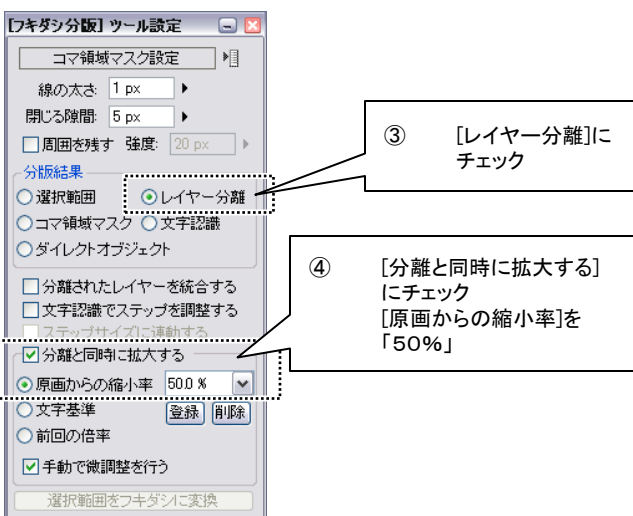 [フキダシ分版] ツール設定
コマ領域マスク設定
線の太さ: 1 px
閉じる隙間: 5 px
周囲を残す 強度: 20 px
分版結果
選択範囲 レイヤー分離
コマ領域マスク 文字認識
ダイレクトオブジェクト
分離されたレイヤーを統合する
文字認識でステップを調整する
ステップサイズに連動する
分離と同時に拡大する
原画からの縮小率 50.0 %
文字基準 登録 削除
前回の倍率
手動で微調整を行う
選択範囲をフキダシに変換
③ [レイヤー分離]に
チェック
④ [分離と同時に拡大する]
にチェック
[原画からの縮小率]を
「50%」